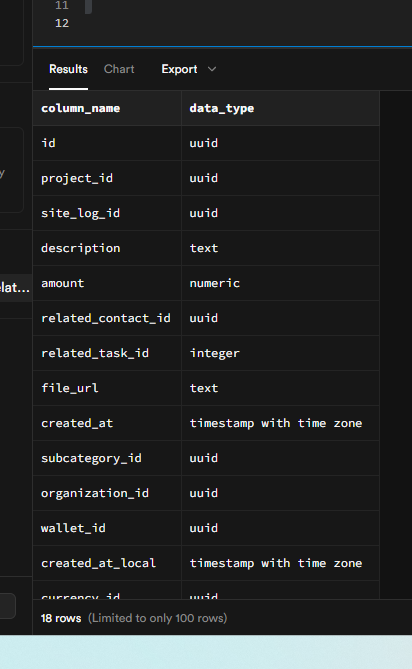 11
12
Results Chart Export
column_name data_type
id uuid
project_id uuid
y
site_log_id uuid
description text
amount numeric
elat...
related_contact_id uuid
related_task_id integer
file_url text
created_at timestamp with time zone
subcategory_id uuid
organization_id uuid
wallet_id uuid
created_at_local timestamp with time zone
currency_id uuid
18 rows (Limited to only 100 rows)